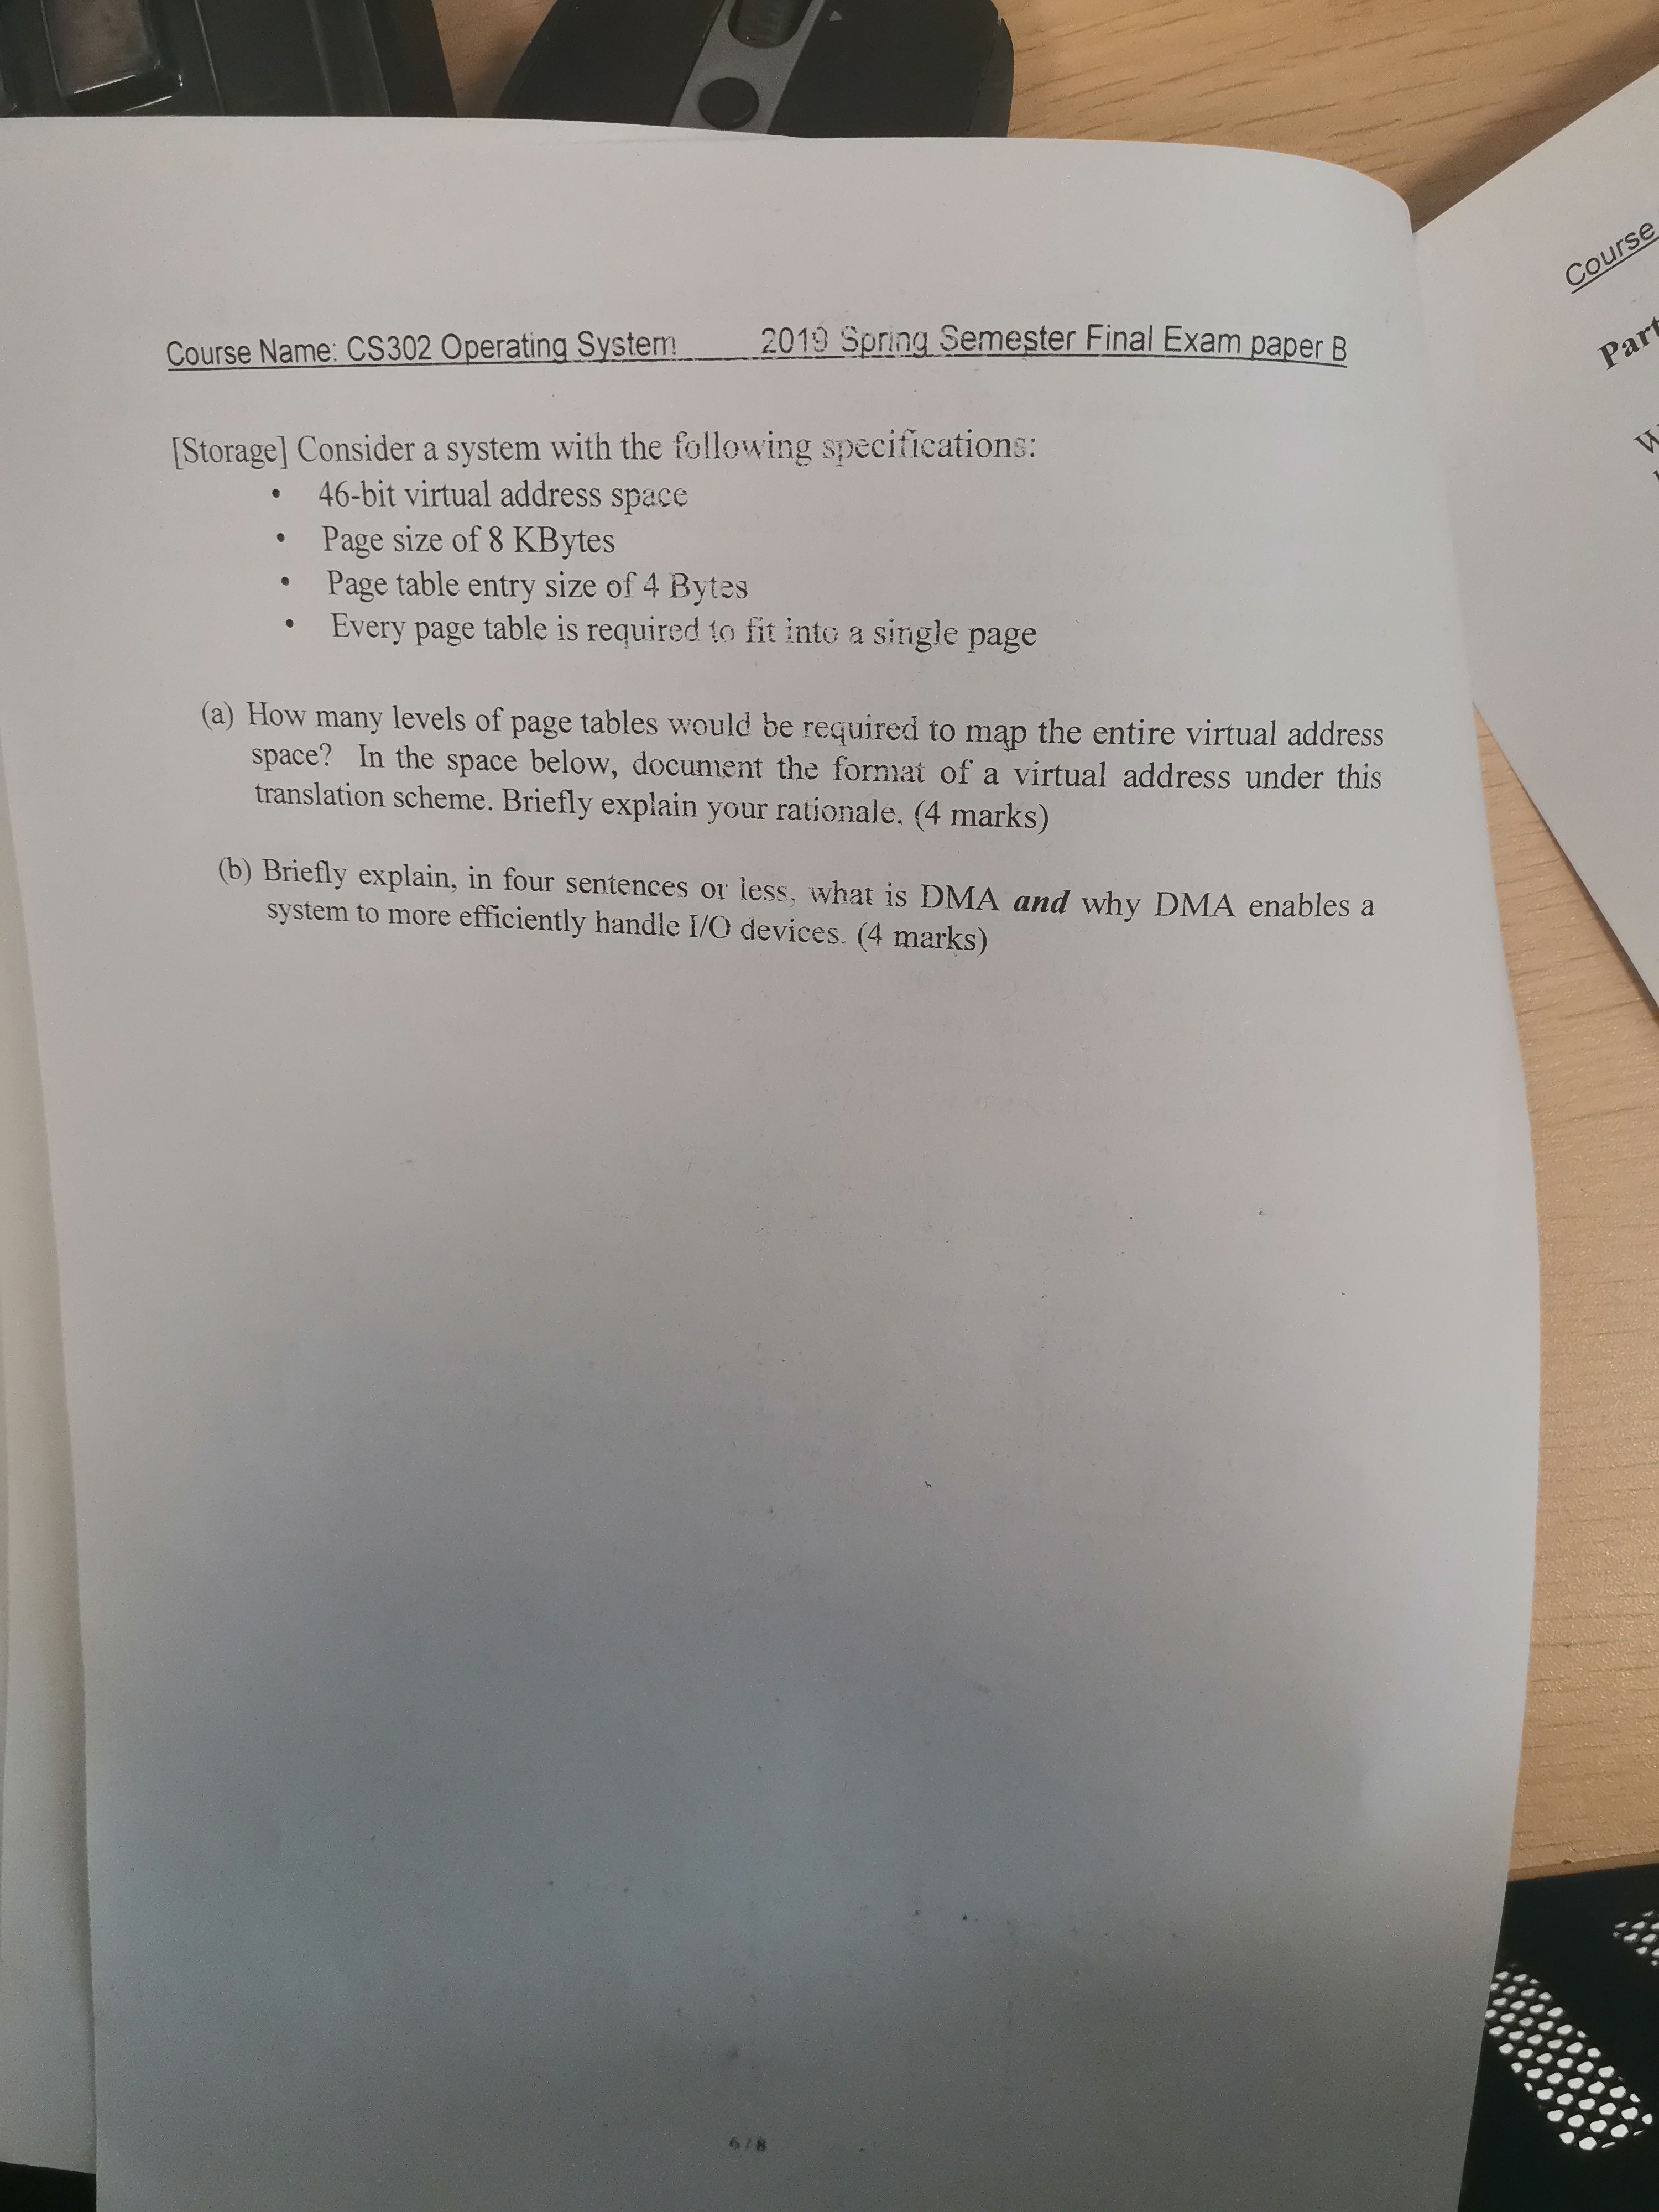 Course Name: CS302 Operating System 2019 Spring Semester Final Exam paper B
[Storage] Consider a system with the following specifications:
• 46-bit virtual address space
• Page size of 8 KBytes
• Page table entry size of 4 Bytes
• Every page table is required to fit into a single page
(a) How many levels of page tables would be required to map the entire virtual address
space? In the space below, document the format of a virtual address under this
translation scheme. Briefly explain your rationale. (4 marks)
(b) Briefly explain, in four sentences or less, what is DMA and why DMA enables a
system to more efficiently handle I/O devices. (4 marks)
6 / 8
Course
Part